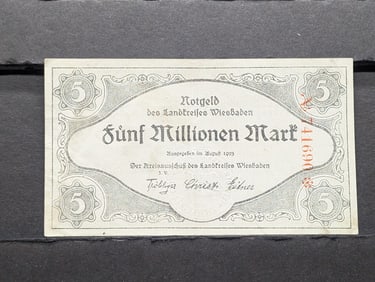 5 5
Notgeld
des Landkreises Wiesbaden
Fünf Millionen Mark
Ausgegeben im August 1923
Der Kreisausschuß des Landkreises Wiesbaden
J. V.
5 5